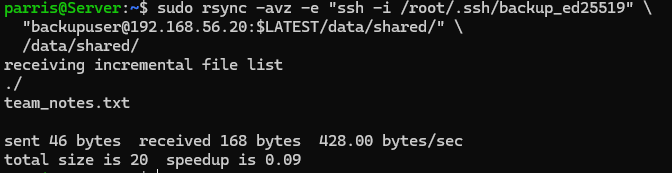 parris@Server:~$ sudo rsync -avz -e "ssh -i /root/.ssh/backup_ed25519" \
"backupuser@192.168.56.20:$LATEST/data/shared/" \
/data/shared/
receiving incremental file list
./
team_notes.txt
sent 46 bytes  received 168 bytes  428.00 bytes/sec
total size is 20  speedup is 0.09